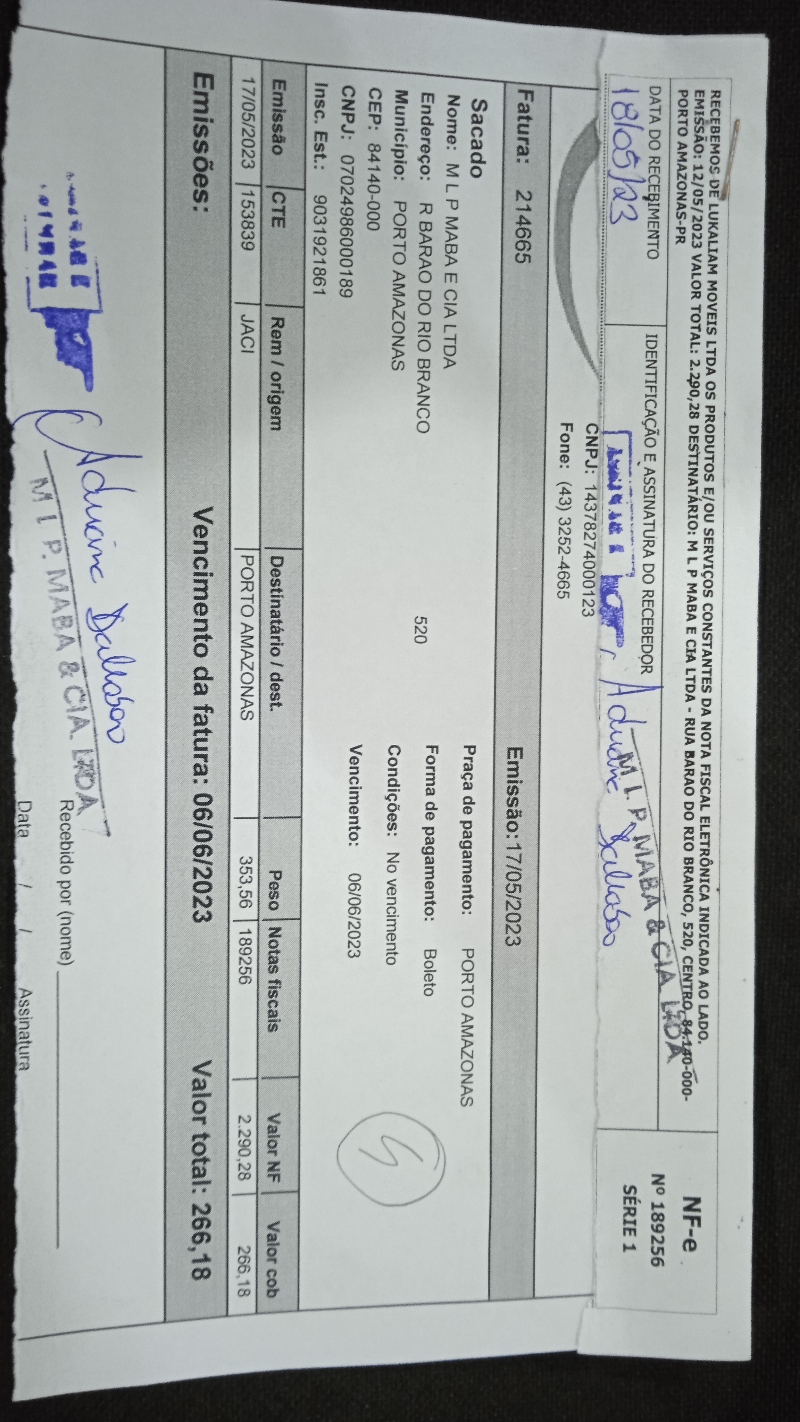 RECEBEMOS DE LUKALIAM MOVEIS LTDA OS PRODUTOS E/OU SERVIÇOS CONSTANTES DA NOTA FISCAL ELETRÔNICA INDICADA AO LADO.
EMISSÃO: 12/05/2023 VALOR TOTAL: 2.290,28 DESTINATÁRIO: M L P MABA E CIA LTDA - RUA BARAO DO RIO BRANCO, 520, CENTRO, 84.140-000-
PORTO AMAZONAS-PR
NF-e
Nº 189256
SÉRIE 1
DATA DO RECEBIMENTO
18/05/23
IDENTIFICAÇÃO E ASSINATURA DO RECEBEDOR
M L P. MABA & CIA. LTDA
CNPJ: 14378274000123
Fone: (43) 3252-4665
Fatura: 214665 Emissão:17/05/2023
Sacado
Nome: M L P MABA E CIA LTDA
Endereço: R BARAO DO RIO BRANCO 520
Município: PORTO AMAZONAS
CEP: 84140-000
CNPJ: 07024986000189
Insc. Est.: 9031921861
Praça de pagamento: PORTO AMAZONAS
Forma de pagamento: Boleto
Condições: No vencimento
Vencimento: 06/06/2023
Emissão CTE Rem / origem Destinatário / dest. Peso Notas fiscais Valor NF Valor cob
17/05/2023 153839 JACI PORTO AMAZONAS 353,56 189256 2.290,28 266,18
Emissões: Vencimento da fatura: 06/06/2023 Valor total: 266,18
M L P. MABA & CIA. LTDA
Recebido por (nome)
Data / / Assinatura